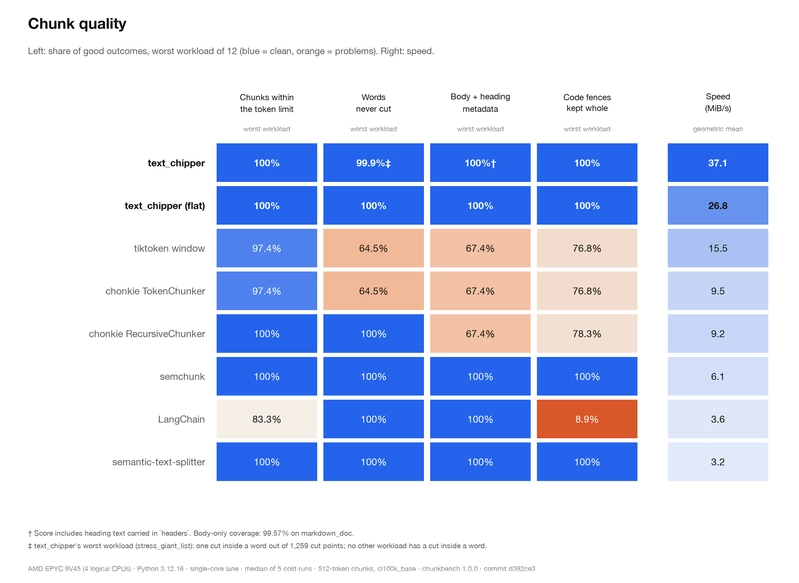 Chunk quality
Left: share of good outcomes, worst workload of 12 (blue = clean, orange = problems). Right: speed.
Chunks within the token limit
Words never cut
Body + heading metadata
Code fences kept whole
Speed (MiB/s)
worst workload
worst workload
worst workload
worst workload
geometric mean
text_chipper 100% 99.9%‡ 100%† 100% 37.1
text_chipper (flat) 100% 100% 100% 100% 26.8
tiktoken window 97.4% 64.5% 67.4% 76.8% 15.5
chonkie TokenChunker 97.4% 64.5% 67.4% 76.8% 9.5
chonkie RecursiveChunker 100% 100% 67.4% 78.3% 9.2
semchunk 100% 100% 100% 100% 6.1
LangChain 83.3% 100% 100% 8.9% 3.6
semantic-text-splitter 100% 100% 100% 100% 3.2
† Score includes heading text carried in `headers`. Body-only coverage: 99.57% on markdown_doc.
‡ text_chipper's worst workload (stress_giant_list): one cut inside a word out of 1,259 cut points; no other workload has a cut inside a word.
AMD EPYC 9V45 (4 logical CPUs) · Python 3.12.16 · single-core lane · median of 5 cold runs · 512-token chunks, cl100k_base · chunkbench 1.0.0 · commit d392ce3